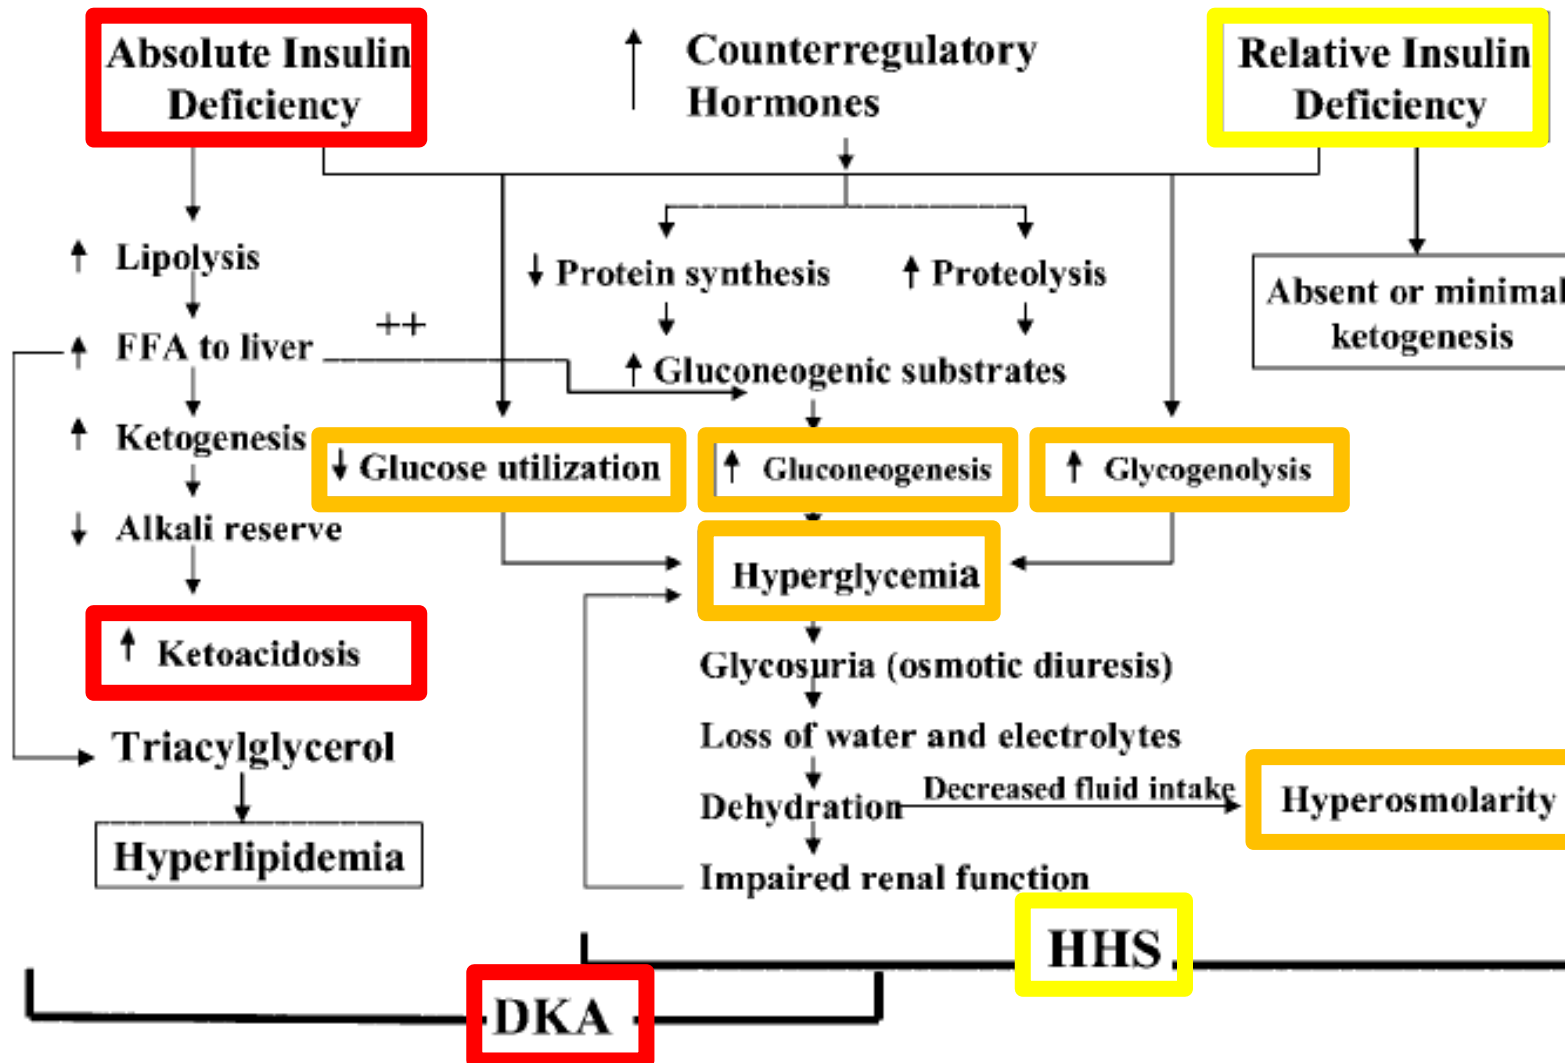 Absolute Insulin
Deficiency
↑ Counterregulatory
Hormones
Relative Insulin
Deficiency
↑ Lipolysis
↓ Protein synthesis
↑ Proteolysis
Absent or minimal
ketogenesis
↑ FFA to liver
++
↑ Gluconeogenic substrates
↑ Ketogenesis
↓ Glucose utilization
↑ Gluconeogenesis
↑ Glycogenolysis
↓ Alkali reserve
Hyperglycemia
↑ Ketoacidosis
Glycosuria (osmotic diuresis)
Triacylglycerol
Loss of water and electrolytes
Dehydration
Decreased fluid intake
Hyperosmolarity
Hyperlipidemia
Impaired renal function
HHS
DKA